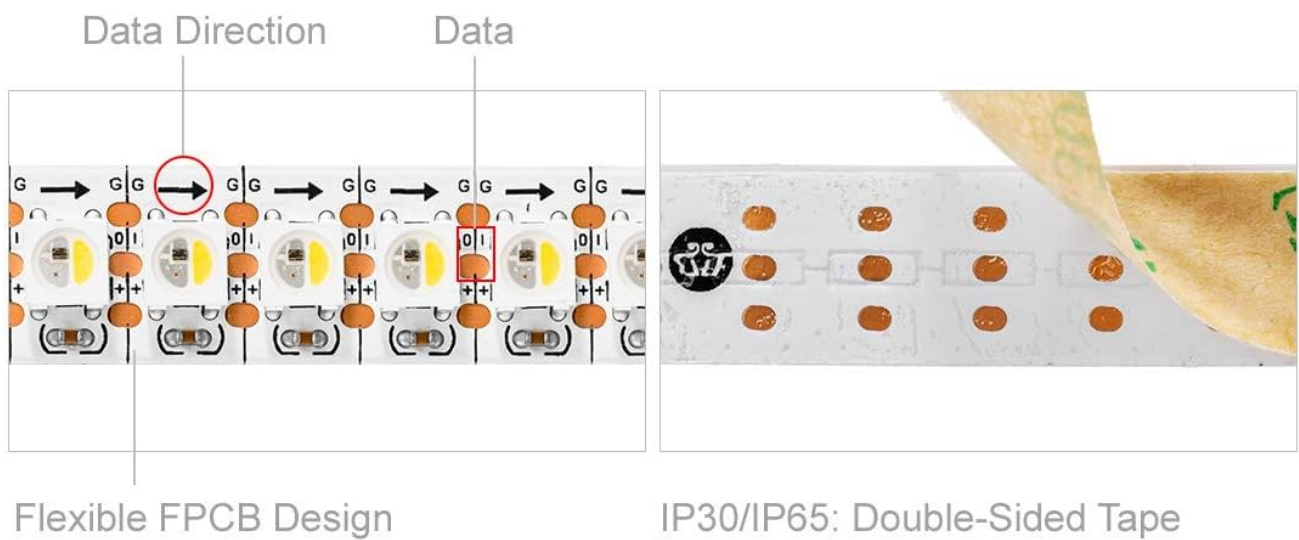 Data Direction
Data
G G G G G G G G G G
I O I O I O I O I O I
+ + + + + + + + + + +
Flexible FPCB Design
IP30/IP65: Double-Sided Tape